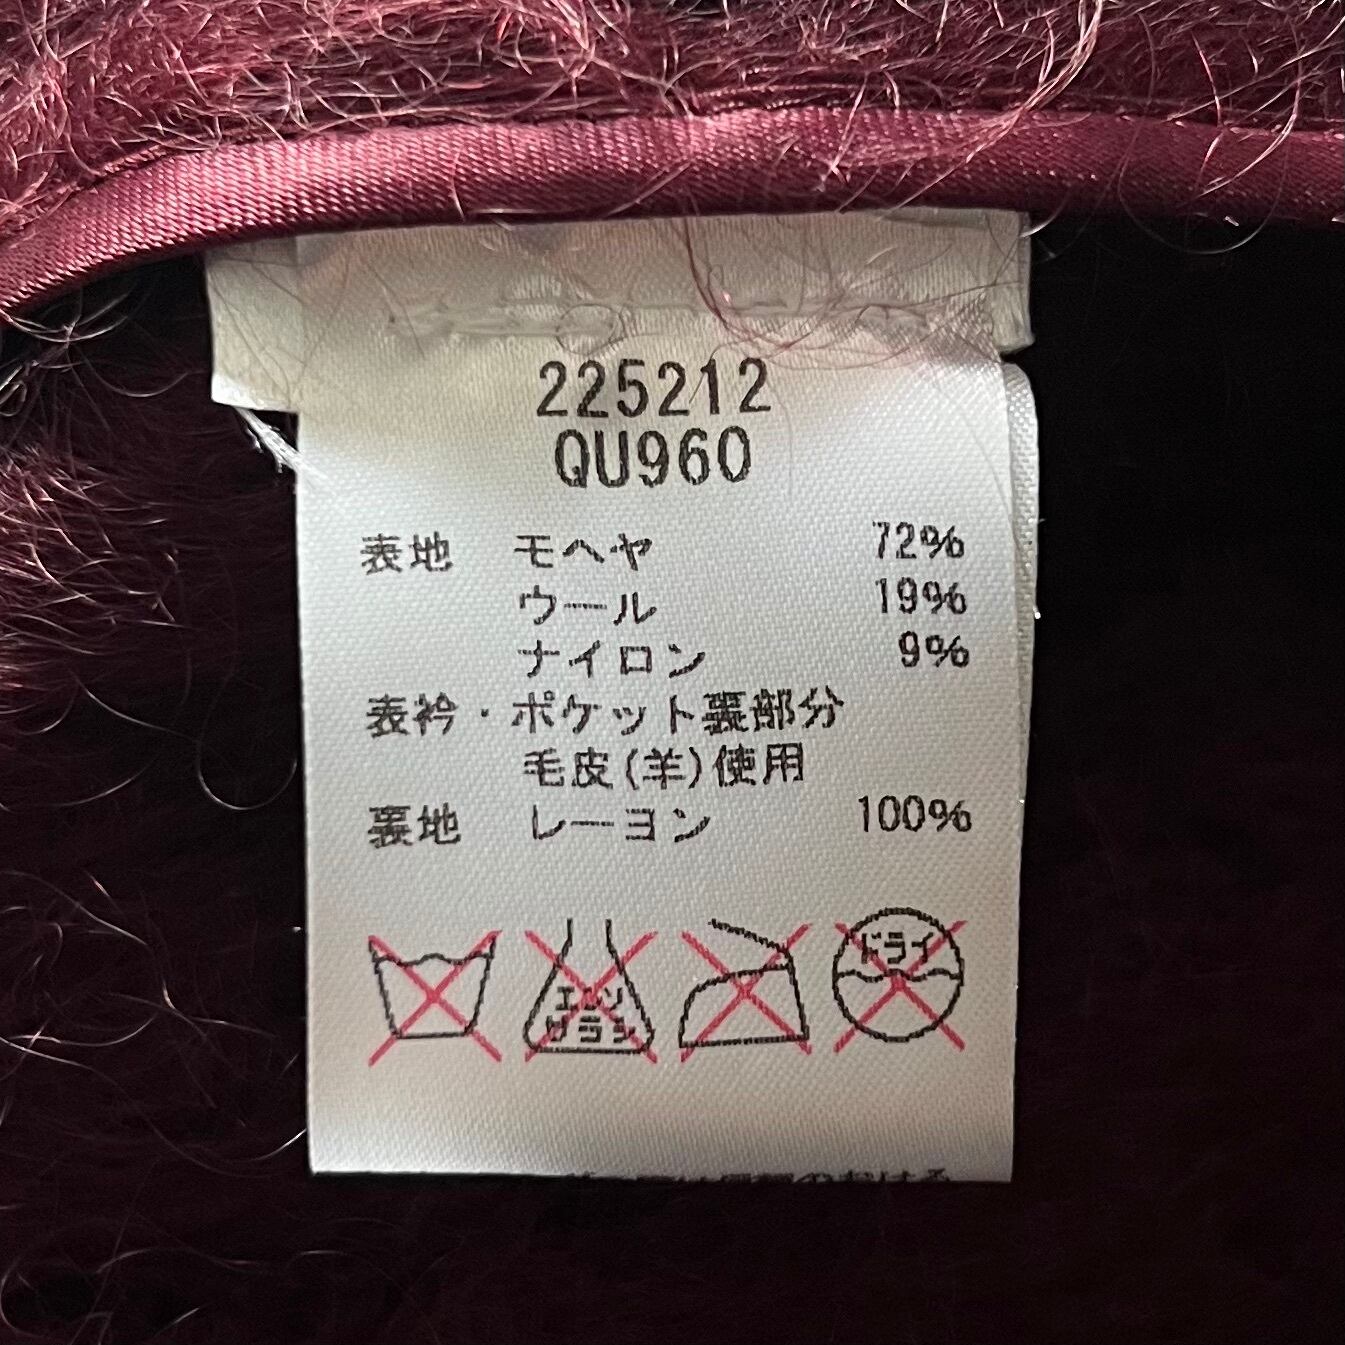 225212
QU960
表地 モヘヤ 72%
ウール 19%
ナイロン 9%
表衿・ポケット裏部分
毛皮(羊)使用
裏地 レーヨン 100%
エンソ
サラシ
ドライ